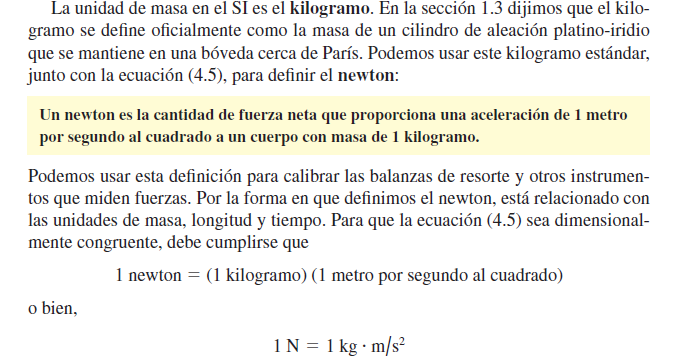 La unidad de masa en el SI es el kilogramo. En la sección 1.3 dijimos que el kilo-
gramo se define oficialmente como la masa de un cilindro de aleación platino-iridio
que se mantiene en una bóveda cerca de París. Podemos usar este kilogramo estándar,
junto con la ecuación (4.5), para definir el newton:
Un newton es la cantidad de fuerza neta que proporciona una aceleración de 1 metro
por segundo al cuadrado a un cuerpo con masa de 1 kilogramo.
Podemos usar esta definición para calibrar las balanzas de resorte y otros instrumen-
tos que miden fuerzas. Por la forma en que definimos el newton, está relacionado con
las unidades de masa, longitud y tiempo. Para que la ecuación (4.5) sea dimensional-
mente congruente, debe cumplirse que
1 newton = (1 kilogramo) (1 metro por segundo al cuadrado)
o bien,
1 N = 1 kg · m/s²